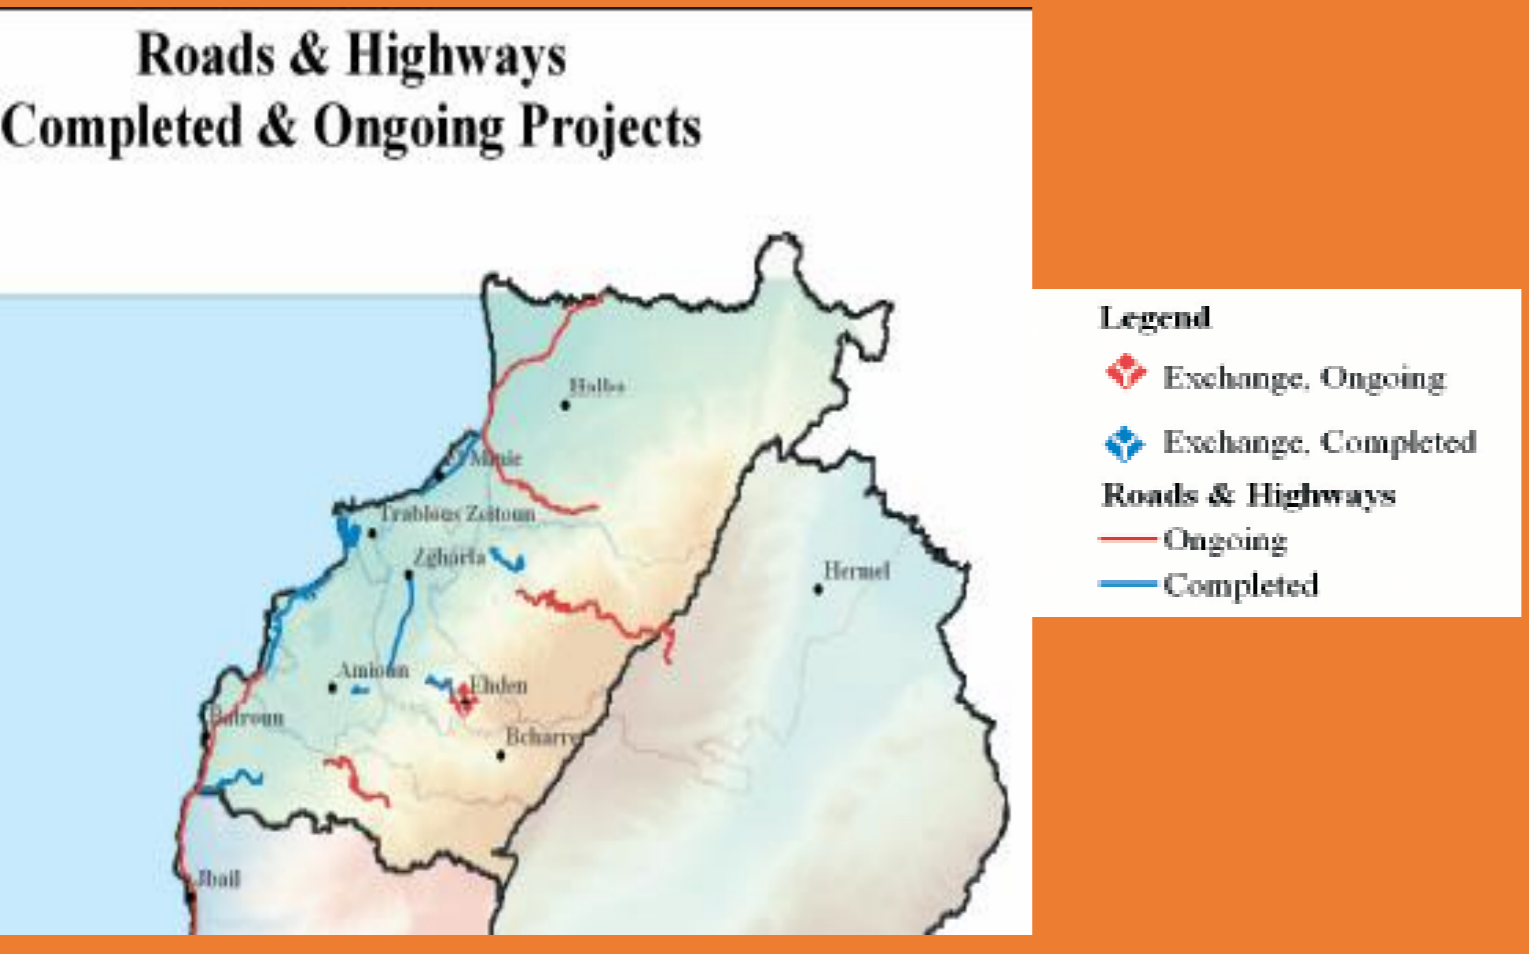 Roads & Highways
Completed & Ongoing Projects
Legend
Exchange, Ongoing
Exchange, Completed
Roads & Highways
Ongoing
Completed
Halba
Minie
Trablous Zeitoun
Zgharta
Hermel
Amioun
Ehden
Batroun
Bcharre
Jbail